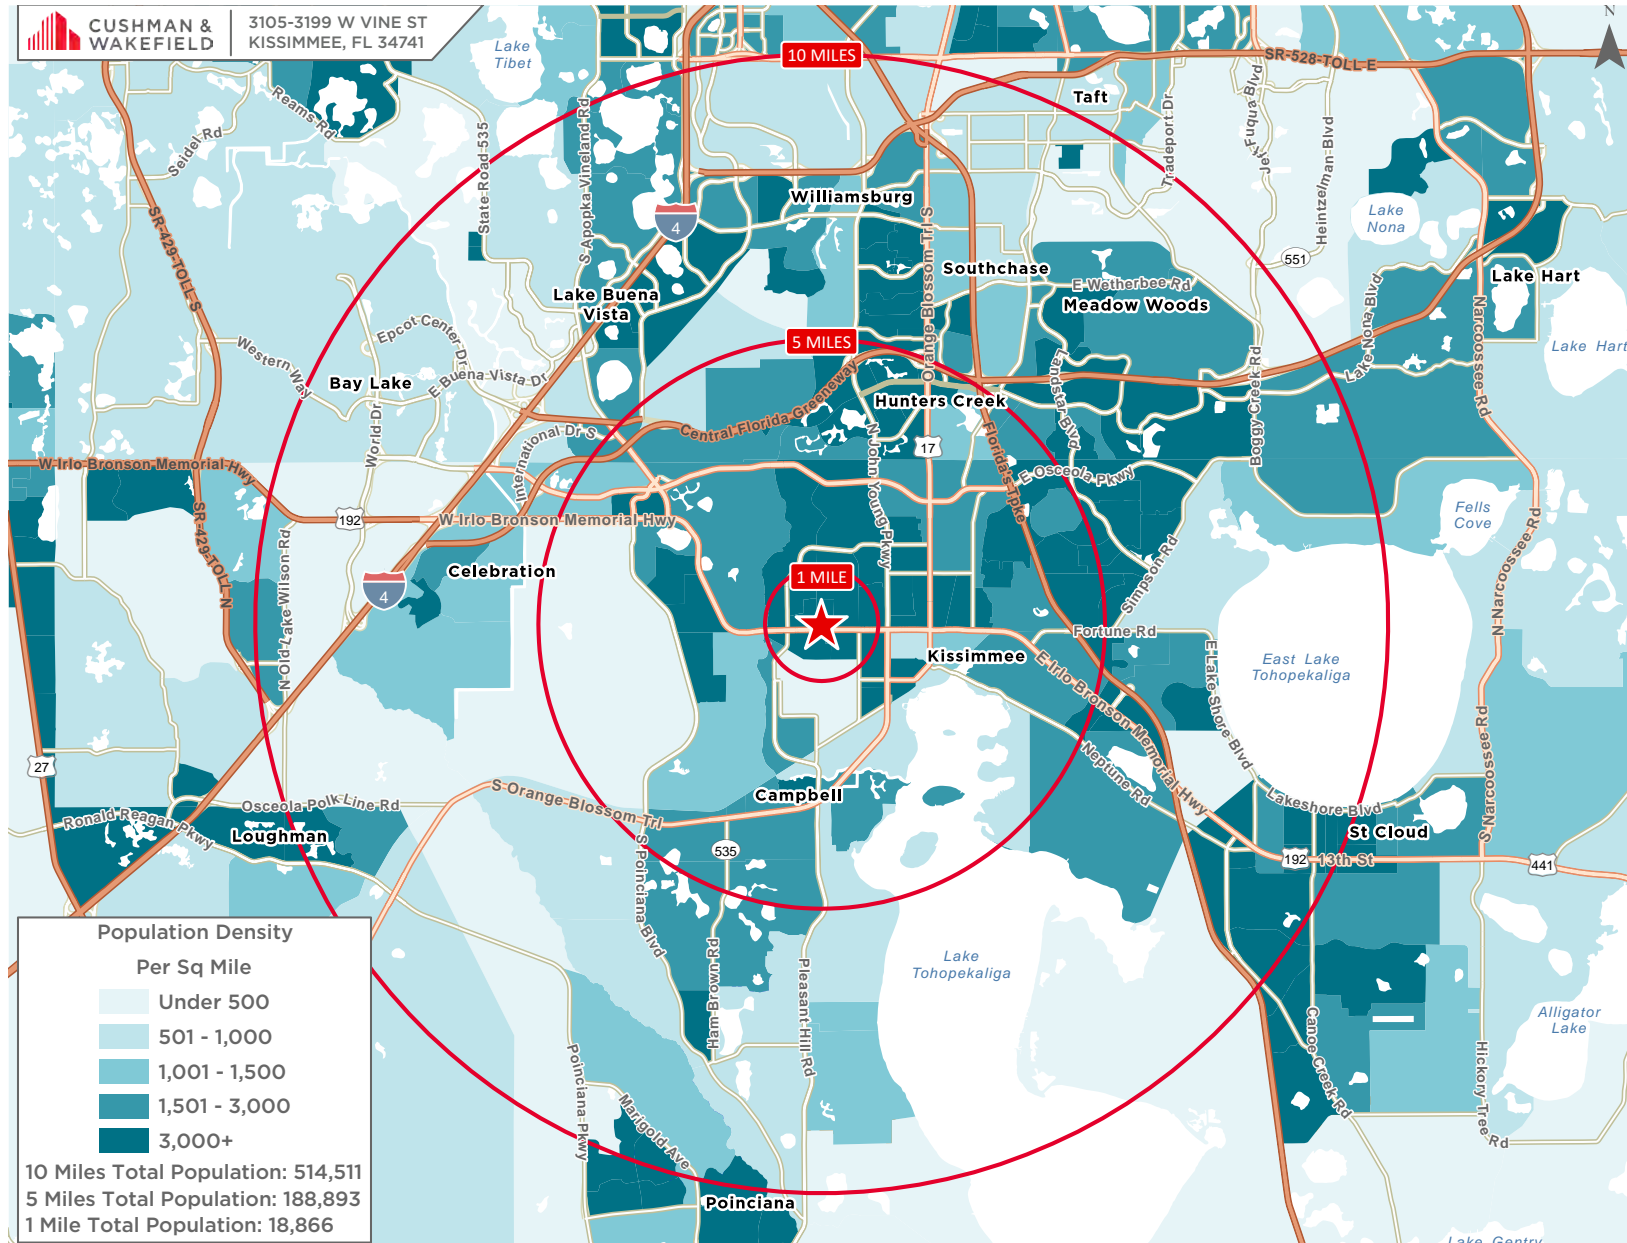 CUSHMAN &
WAKEFIELD
3105-3199 W VINE ST
KISSIMMEE, FL 34741
N
Lake
Tibet
10 MILES
SR-528-TOLL E
Taft
Reams Rd
Seidel Rd
State Road 535
S Apopka Vineland Rd
Tradeport Dr
Jeff Fuqua Blvd
Heintzelman Blvd
Williamsburg
4
Lake
Nona
SR-429-TOLL S
Orange Blossom Trl S
Southchase
551
E Wetherbee Rd
Meadow Woods
Lake Hart
Lake Buena
Vista
Lake Nona Blvd
Narcoossee Rd
Epcot Center Dr
5 MILES
Lake Hart
Western Way
Bay Lake
E Buena Vista Dr
Central Florida Greeneway
Hunters Creek
Landstar Blvd
Boggy Creek Rd
World Dr
International Dr S
N John Young Pkwy
17
Florida's Tpke
W Irlo Bronson Memorial Hwy
E Osceola Pkwy
SR-429-TOLL N
192
W Irlo Bronson Memorial Hwy
Fells
Cove
N Narcoossee Rd
N Old Lake Wilson Rd
Celebration
4
1 MILE
Simpson Rd
Fortune Rd
Kissimmee
E Irlo Bronson Memorial Hwy
E Lake Shore Blvd
East Lake
Tohopekaliga
27
Neptune Rd
S Narcoossee Rd
Campbell
S Orange Blossom Trl
Osceola Polk Line Rd
Ronald Reagan Pkwy
Loughman
Lakeshore Blvd
St Cloud
192
13th St
441
535
S Poinciana Blvd
Ham Brown Rd
Pleasant Hill Rd
Lake
Tohopekaliga
Alligator
Lake
Canoe Creek Rd
Hickory Tree Rd
Poinciana Pkwy
Marigold Ave
Poinciana
Lake Gentry
Population Density
Per Sq Mile
Under 500
501 - 1,000
1,001 - 1,500
1,501 - 3,000
3,000+
10 Miles Total Population: 514,511
5 Miles Total Population: 188,893
1 Mile Total Population: 18,866